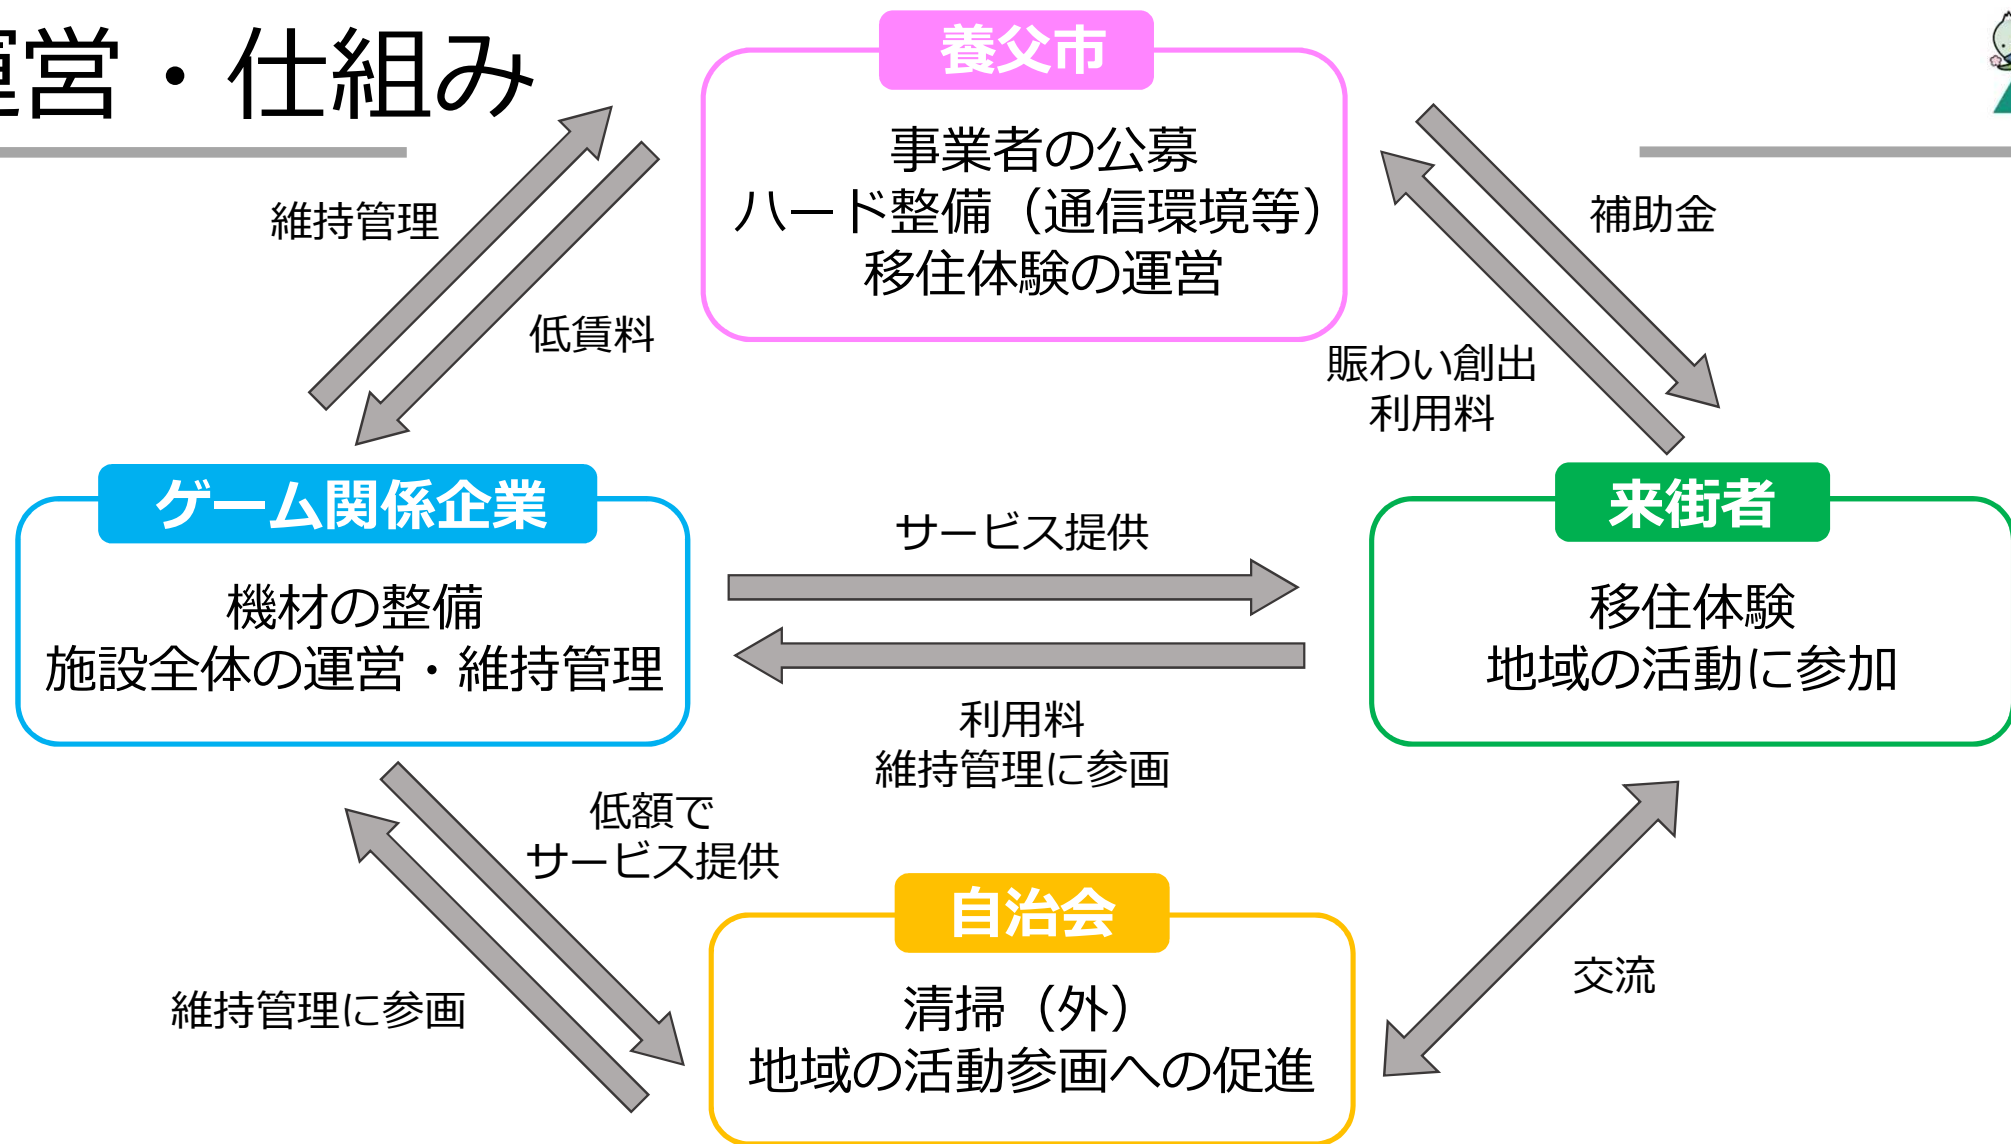 運営・仕組み
養父市
事業者の公募
ハード整備（通信環境等）
移住体験の運営
維持管理
低賃料
補助金
賑わい創出
利用料
ゲーム関係企業
機材の整備
施設全体の運営・維持管理
サービス提供
利用料
維持管理に参画
来街者
移住体験
地域の活動に参加
低額で
サービス提供
維持管理に参画
自治会
清掃（外）
地域の活動参画への促進
交流